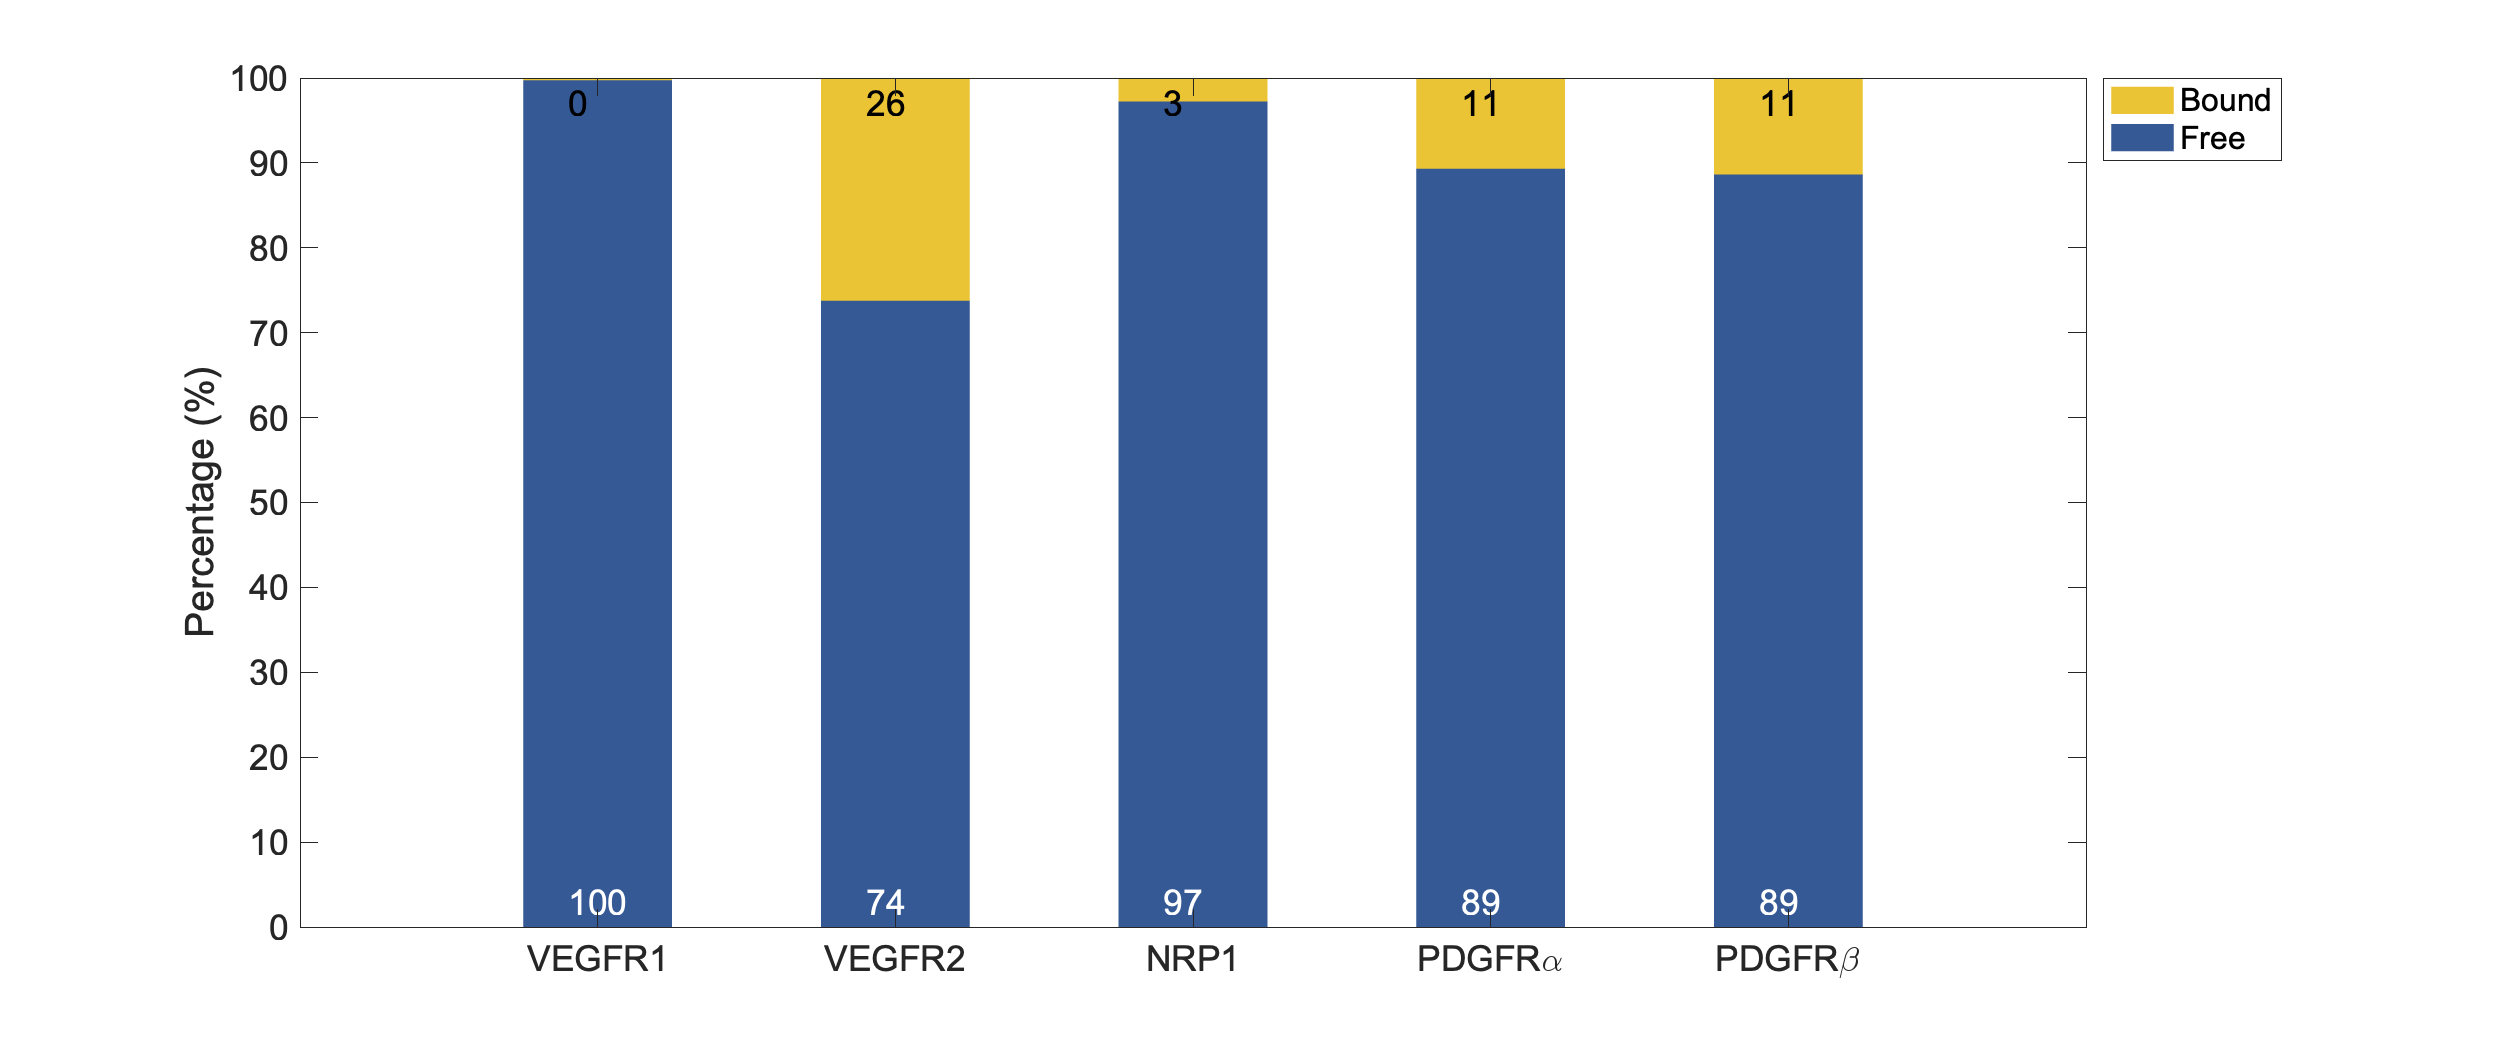 Percentage (%)
100
90
80
70
60
50
40
30
20
10
0
0 26 3 11 11
100 74 97 89 89
VEGFR1 VEGFR2 NRP1 PDGFRα PDGFRβ
Bound
Free